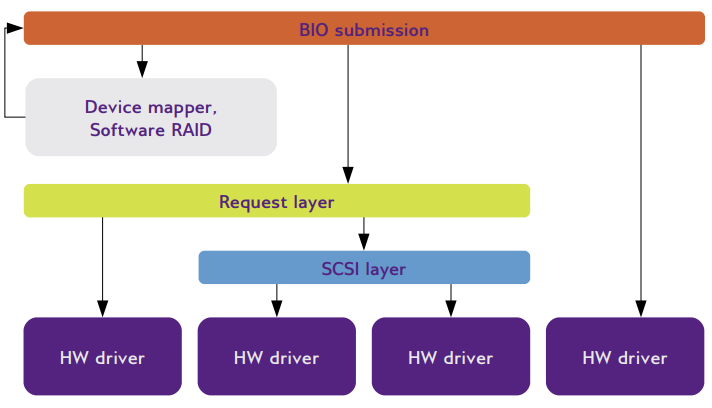 BIO submission
Device mapper,
Software RAID
Request layer
SCSI layer
HW driver
HW driver
HW driver
HW driver